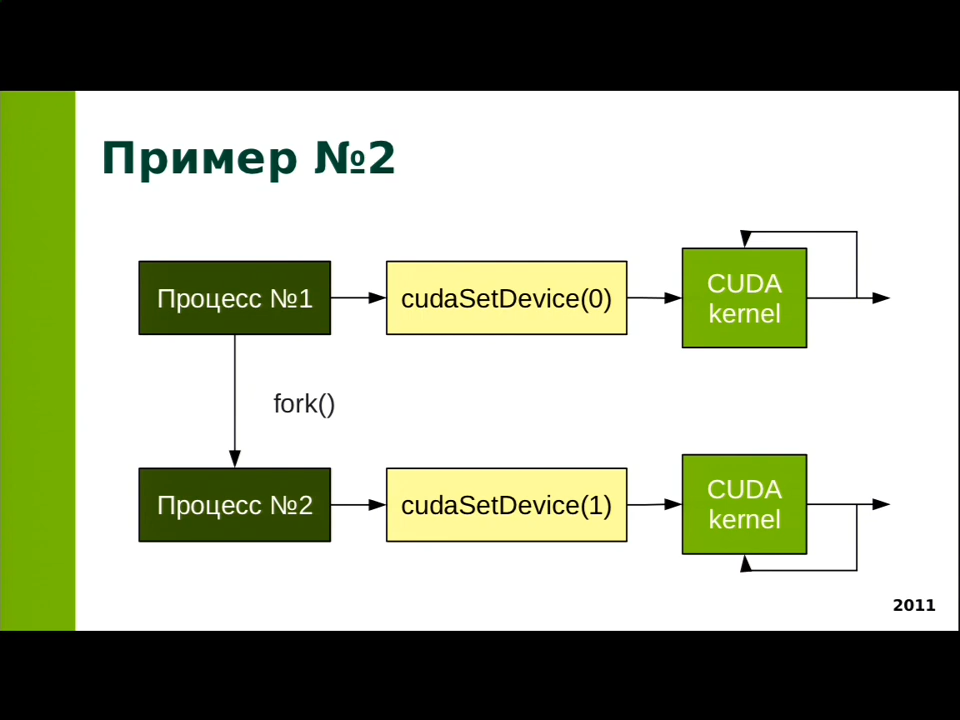 Пример №2
Процесс №1
cudaSetDevice(0)
CUDA
kernel
fork()
Процесс №2
cudaSetDevice(1)
CUDA
kernel
2011